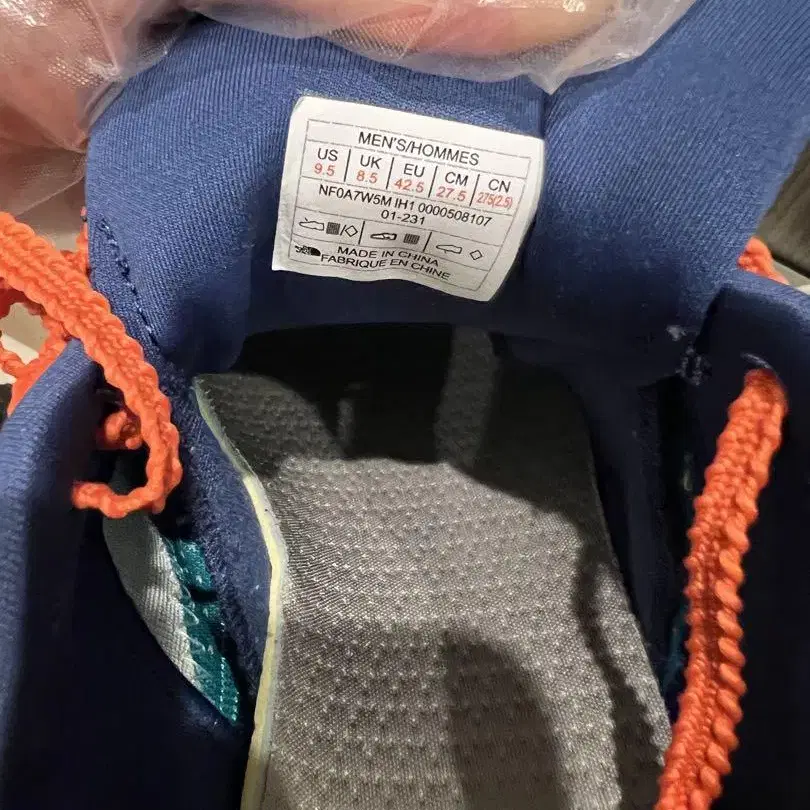 MEN'S/HOMMES
US UK EU CM CN
9.5 8.5 42.5 27.5 275(2.5)
NF0A7W5M IH1 0000508107
01-231
MADE IN CHINA
FABRIQUE EN CHINE